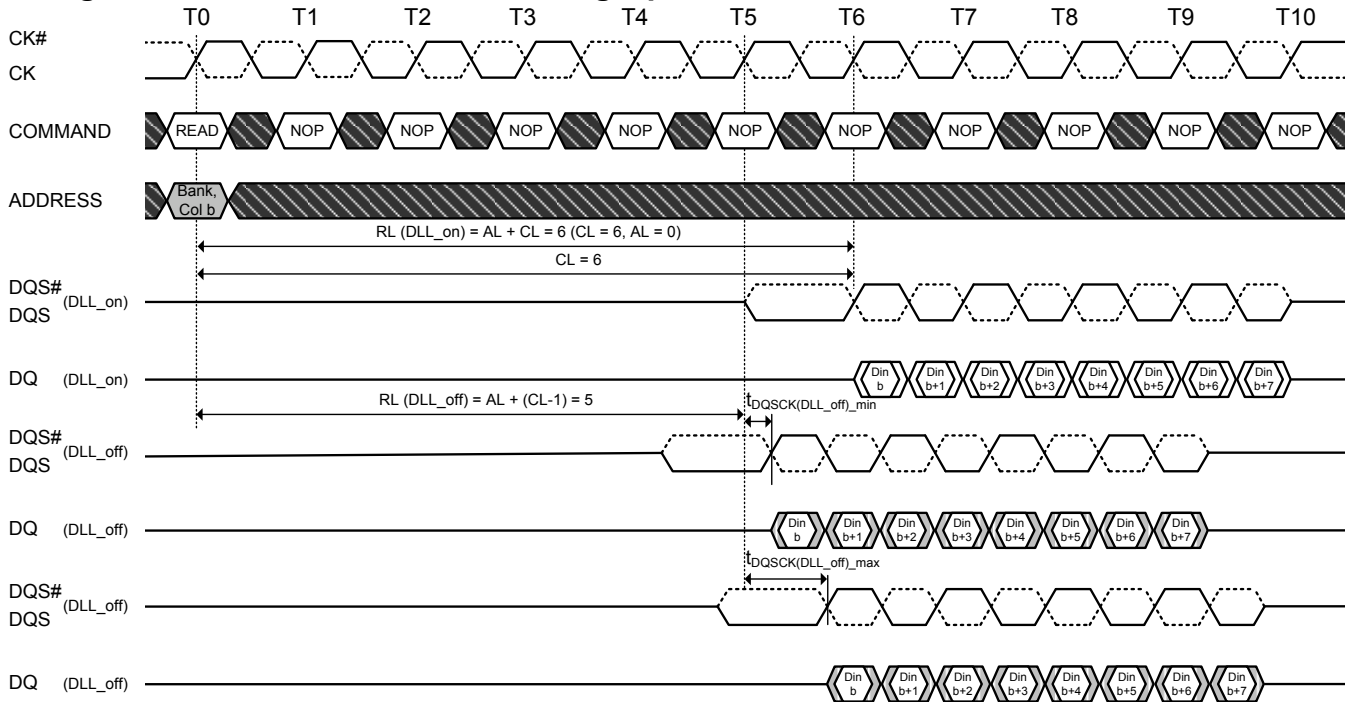 T0 T1 T2 T3 T4 T5 T6 T7 T8 T9 T10
CK#
CK
COMMAND READ NOP NOP NOP NOP NOP NOP NOP NOP NOP NOP
ADDRESS Bank,
Col b
RL (DLL_on) = AL + CL = 6 (CL = 6, AL = 0)
CL = 6
DQS#
(DLL_on)
DQS
DQ (DLL_on) Din Din Din Din Din Din Din Din
b b+1 b+2 b+3 b+4 b+5 b+6 b+7
RL (DLL_off) = AL + (CL-1) = 5 tDQSCK(DLL_off)_min
DQS#
(DLL_off)
DQS
DQ (DLL_off) Din Din Din Din Din Din Din Din
b b+1 b+2 b+3 b+4 b+5 b+6 b+7
tDQSCK(DLL_off)_max
DQS#
(DLL_off)
DQS
DQ (DLL_off) Din Din Din Din Din Din Din Din
b b+1 b+2 b+3 b+4 b+5 b+6 b+7